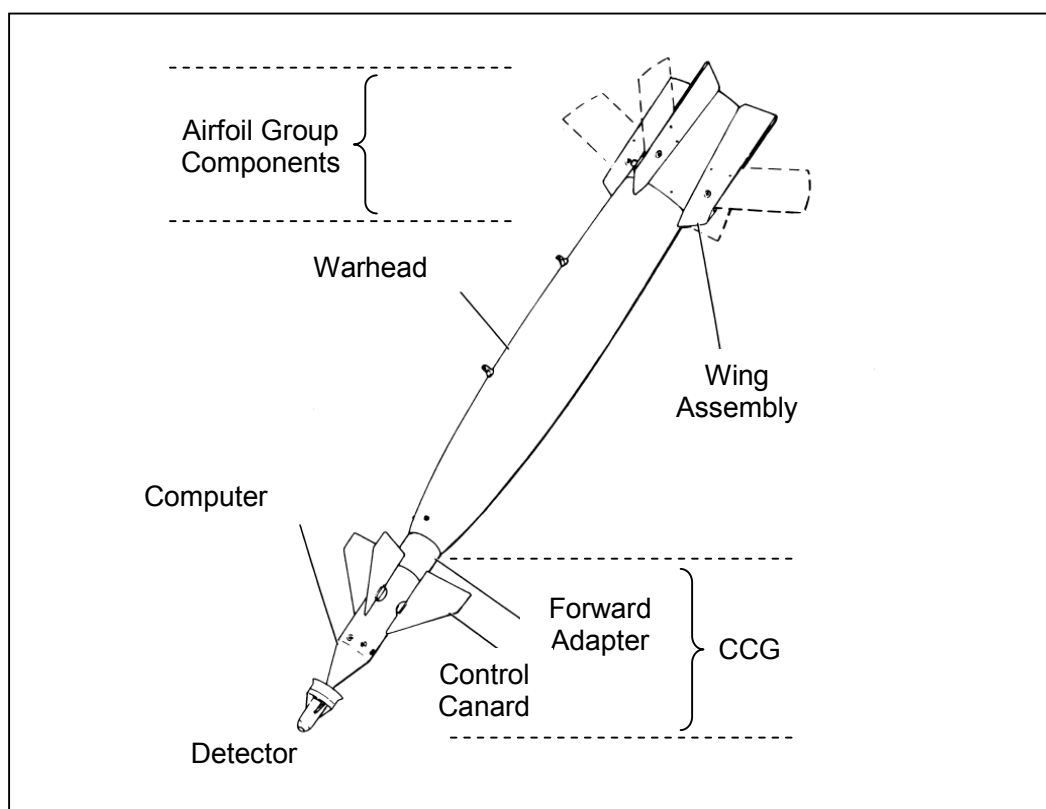 Airfoil Group
Components
Warhead
Wing
Assembly
Computer
Forward
Adapter
CCG
Control
Canard
Detector